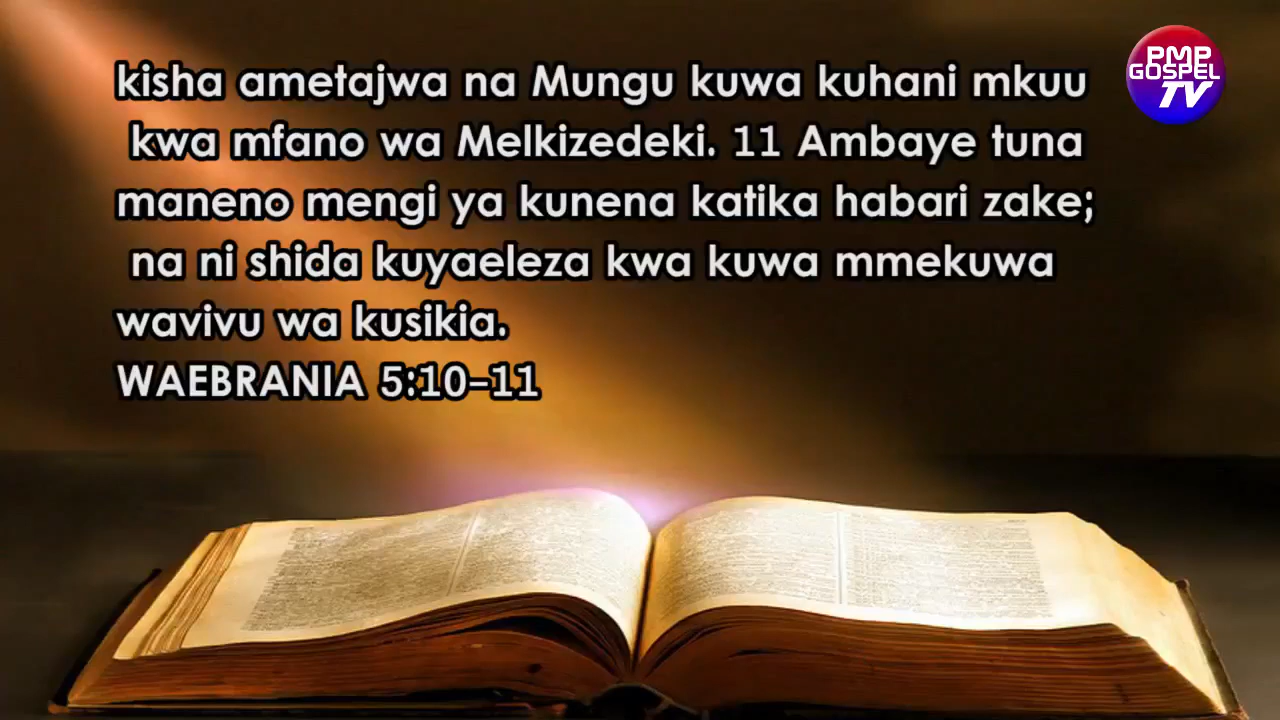 kisha ametajwa na Mungu kuwa kuhani mkuu
kwa mfano wa Melkizedeki. 11 Ambaye tuna
maneno mengi ya kunena katika habari zake;
na ni shida kuyaeleza kwa kuwa mmekuwa
wavivu wa kusikia.
WAEBRANIA 5:10-11
PMP
GOSPEL
TV